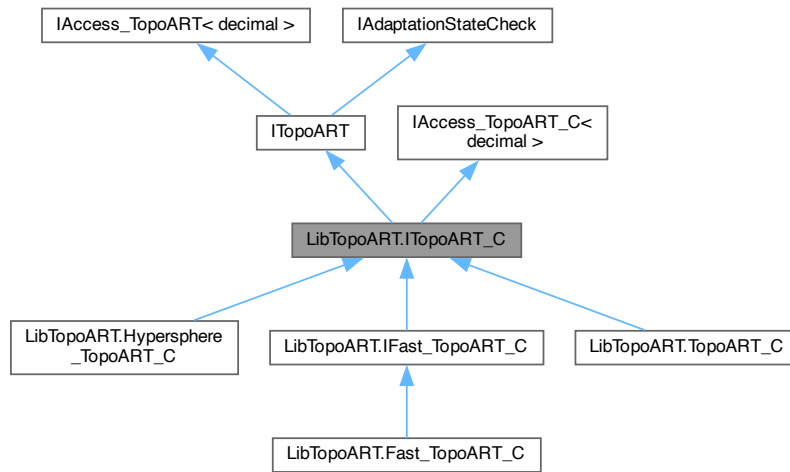 IAccess_TopoART< decimal >
IAdaptationStateCheck
ITopoART
IAccess_TopoART_C<
decimal >
LibTopoART.ITopoART_C
LibTopoART.Hypersphere
_TopoART_C
LibTopoART.IFast_TopoART_C
LibTopoART.TopoART_C
LibTopoART.Fast_TopoART_C